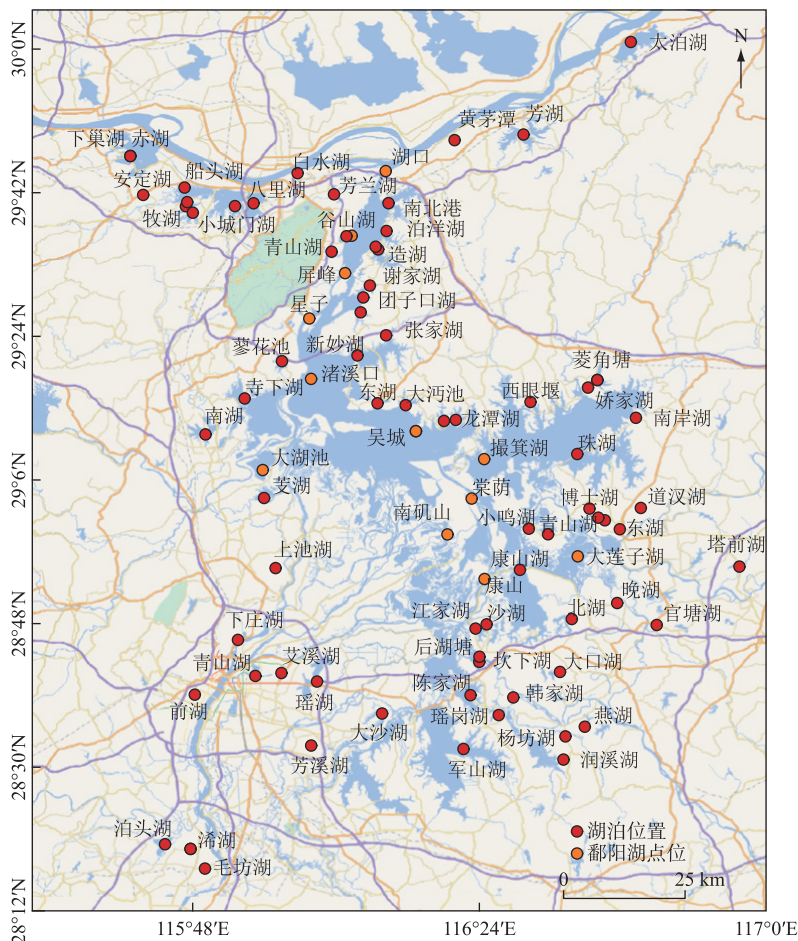 30°0′N
太泊湖
N
黄茅潭
芳湖
下巢湖
赤湖
湖口
白水湖
船头湖
安定湖
八里湖
芳兰湖
29°42′
牧湖
小城门湖
谷山湖
南北港
泊洋湖
青山湖
造湖
屏峰
谢家湖
星子
团子口湖
29°24′
张家湖
蓼花池
新妙湖
渚溪口
菱角塘
寺下湖
东湖
大沔池
西眼堰
娇家湖
南湖
龙潭湖
南岸湖
吴城
撮箕湖
珠湖
29°6′
大湖池
芰湖
棠荫
博士湖
道汊湖
南矶山
小鸣湖
青山湖
东湖
塔前湖
上池湖
康山湖
大莲子湖
康山
晚湖
28°48′
江家湖
沙湖
北湖
官塘湖
下庄湖
后湖塘
青山湖
艾溪湖
坎下湖
大口湖
前湖
瑶湖
陈家湖
韩家湖
大沙湖
瑶岗湖
燕湖
杨坊湖
28°30′
芳溪湖
军山湖
润溪湖
泊头湖
浠湖
毛坊湖
湖泊位置
鄱阳湖点位
0
25 km
28°12′
115°48′E
116°24′E
117°0′E